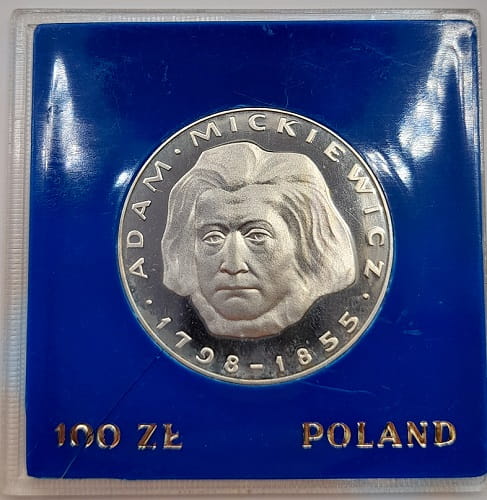 · ADAM · MICKIEWICZ ·
1798-1855
100 ZŁ POLAND